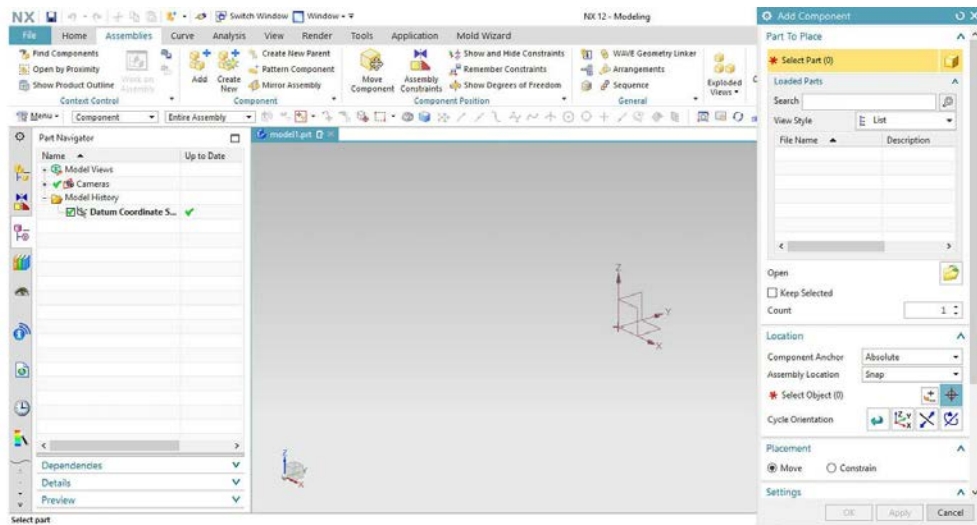 NX
Switch Window
Window
NX 12 - Modeling
File
Home
Assemblies
Curve
Analysis
View
Render
Tools
Application
Mold Wizard
Find Components
Open by Proximity
Show Product Outline
Work on Assembly
Context Control
Add
Create New
Create New Parent
Pattern Component
Mirror Assembly
Component
Move Component
Assembly Constraints
Show and Hide Constraints
Remember Constraints
Show Degrees of Freedom
Component Position
WAVE Geometry Linker
Arrangements
Sequence
General
Exploded Views
Menu
Component
Entire Assembly
Part Navigator
Name
Up to Date
Model Views
Cameras
Model History
Datum Coordinate S...
Dependencies
Details
Preview
Select part
model1.prt
Z
Y
X
Z
Y
X
Add Component
Part To Place
* Select Part (0)
Loaded Parts
Search
View Style
List
File Name
Description
Open
Keep Selected
Count
1
Location
Component Anchor
Absolute
Assembly Location
Snap
* Select Object (0)
Cycle Orientation
Placement
Move
Constrain
Settings
OK
Apply
Cancel